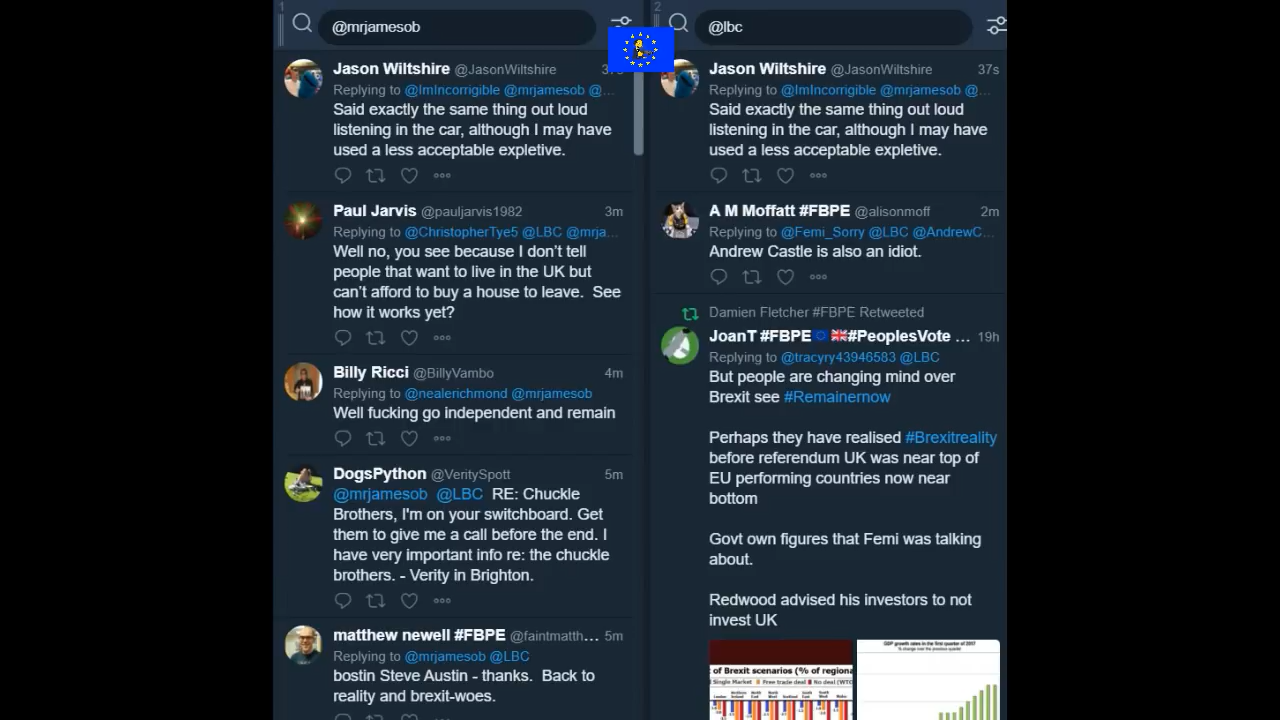 1
@mrjamesob
Jason Wiltshire @JasonWiltshire
Replying to @ImIncorrigible @mrjamesob @...
Said exactly the same thing out loud
listening in the car, although I may have
used a less acceptable expletive.
Paul Jarvis @pauljarvis1982 3m
Replying to @ChristopherTye5 @LBC @mrja...
Well no, you see because I don’t tell
people that want to live in the UK but
can’t afford to buy a house to leave. See
how it works yet?
Billy Ricci @BillyVambo 4m
Replying to @nealerichmond @mrjamesob
Well fucking go independent and remain
DogsPython @VeritySpott 5m
@mrjamesob @LBC RE: Chuckle
Brothers, I'm on your switchboard. Get
them to give me a call before the end. I
have very important info re: the chuckle
brothers. - Verity in Brighton.
matthew newell #FBPE @faintmatth... 5m
Replying to @mrjamesob @LBC
bostin Steve Austin - thanks. Back to
reality and brexit-woes.
2
@lbc
Jason Wiltshire @JasonWiltshire 37s
Replying to @ImIncorrigible @mrjamesob @...
Said exactly the same thing out loud
listening in the car, although I may have
used a less acceptable expletive.
A M Moffatt #FBPE @alisonmoff 2m
Replying to @Femi_Sorry @LBC @AndrewC...
Andrew Castle is also an idiot.
Damien Fletcher #FBPE Retweeted
JoanT #FBPE🇪🇺🇬🇧#PeoplesVote ... 19h
Replying to @tracyry43946583 @LBC
But people are changing mind over
Brexit see #Remainernow
Perhaps they have realised #Brexitreality
before referendum UK was near top of
EU performing countries now near
bottom
Govt own figures that Femi was talking
about.
Redwood advised his investors to not
invest UK
t of Brexit scenarios (% of regiona
Single Market Free trade deal No deal (WTO
GDP growth rates in the first quarter of 2017
% change over the previous quarter